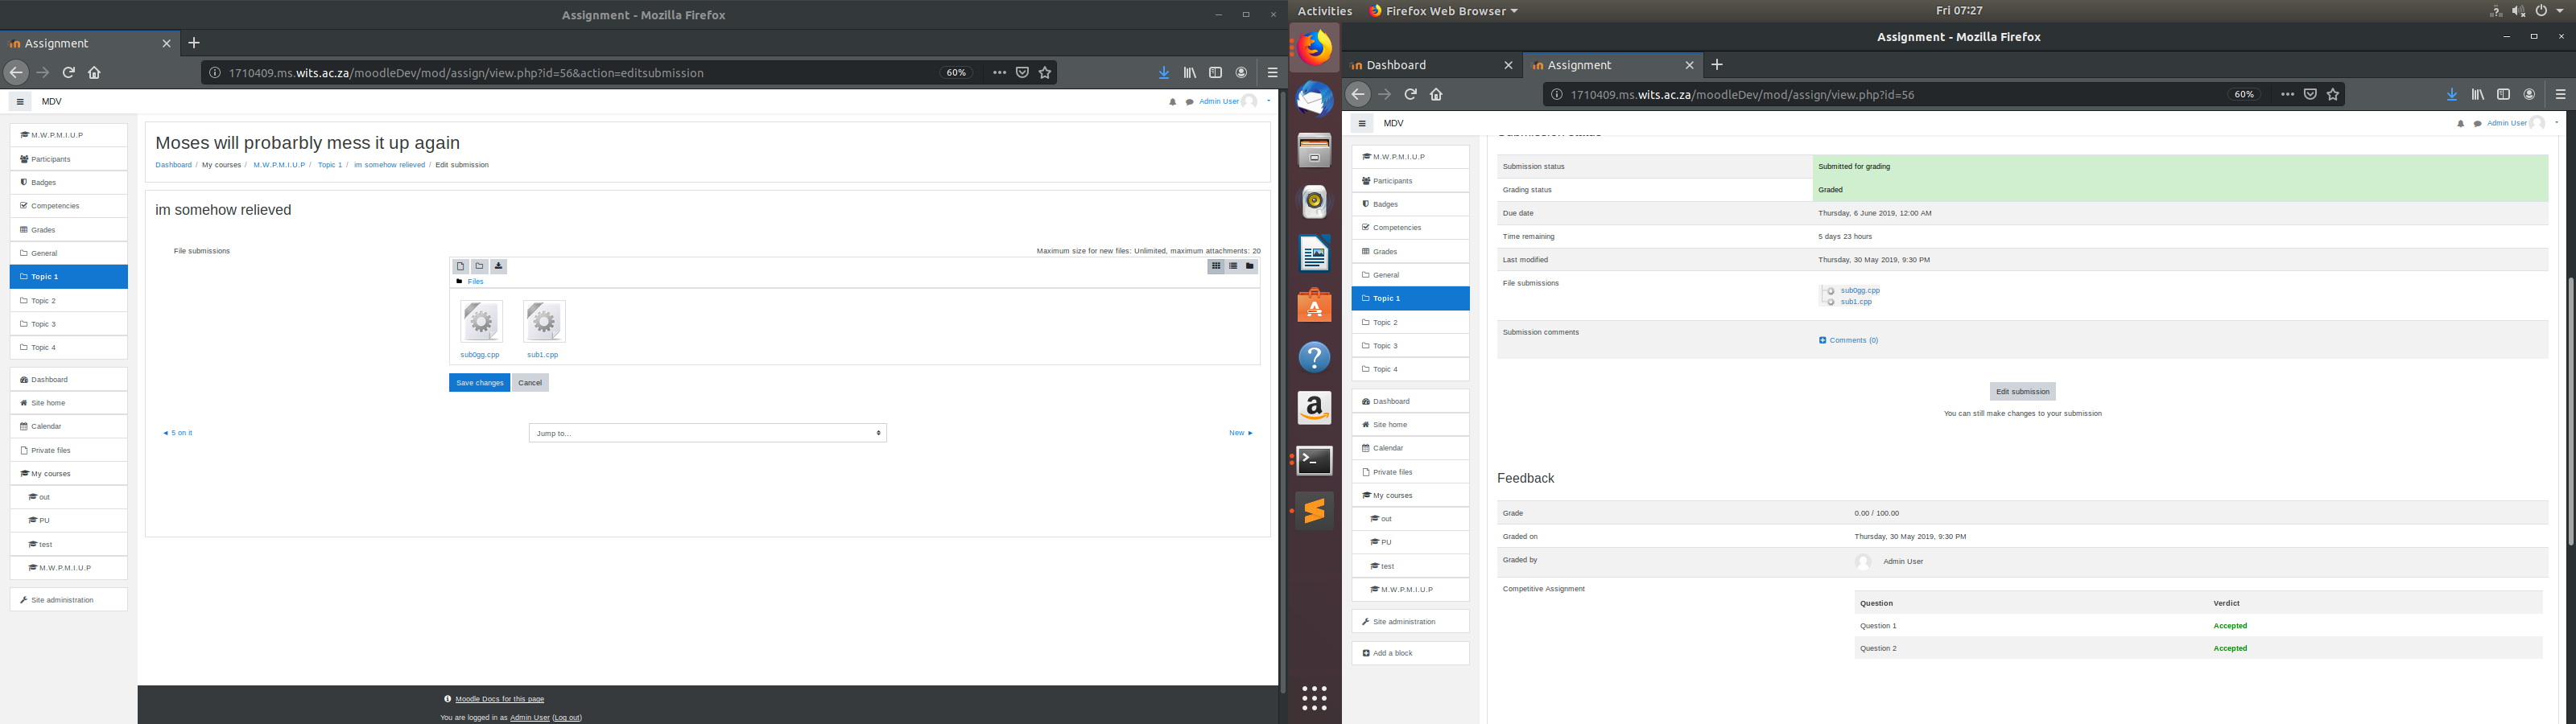 Assignment - Mozilla Firefox
Assignment
1710409.ms.wits.ac.za/moodleDev/mod/assign/view.php?id=56&action=editsubmission
60%
MDV
Admin User
M.W.P.M.I.U.P
Participants
Badges
Competencies
Grades
General
Topic 1
Topic 2
Topic 3
Topic 4
Dashboard
Site home
Calendar
Private files
My courses
out
PU
test
M.W.P.M.I.U.P
Site administration
Moses will probarbly mess it up again
Dashboard / My courses / M.W.P.M.I.U.P / Topic 1 / im somehow relieved / Edit submission
im somehow relieved
File submissions
Maximum size for new files: Unlimited, maximum attachments: 20
Files
sub0gg.cpp sub1.cpp
Save changes Cancel
◄ 5 on it
Jump to...
New ►
Moodle Docs for this page
You are logged in as Admin User (Log out)
Activities Firefox Web Browser Fri 07:27
Assignment - Mozilla Firefox
Dashboard Assignment
1710409.ms.wits.ac.za/moodleDev/mod/assign/view.php?id=56
60%
MDV
Admin User
M.W.P.M.I.U.P
Participants
Badges
Competencies
Grades
General
Topic 1
Topic 2
Topic 3
Topic 4
Dashboard
Site home
Calendar
Private files
My courses
out
PU
test
M.W.P.M.I.U.P
Site administration
Add a block
Submission status Submitted for grading
Grading status Graded
Due date Thursday, 6 June 2019, 12:00 AM
Time remaining 5 days 23 hours
Last modified Thursday, 30 May 2019, 9:30 PM
File submissions
sub0gg.cpp
sub1.cpp
Submission comments
Comments (0)
Edit submission
You can still make changes to your submission
Feedback
Grade 0.00 / 100.00
Graded on Thursday, 30 May 2019, 9:30 PM
Graded by Admin User
Competitive Assignment
Question Verdict
Question 1 Accepted
Question 2 Accepted